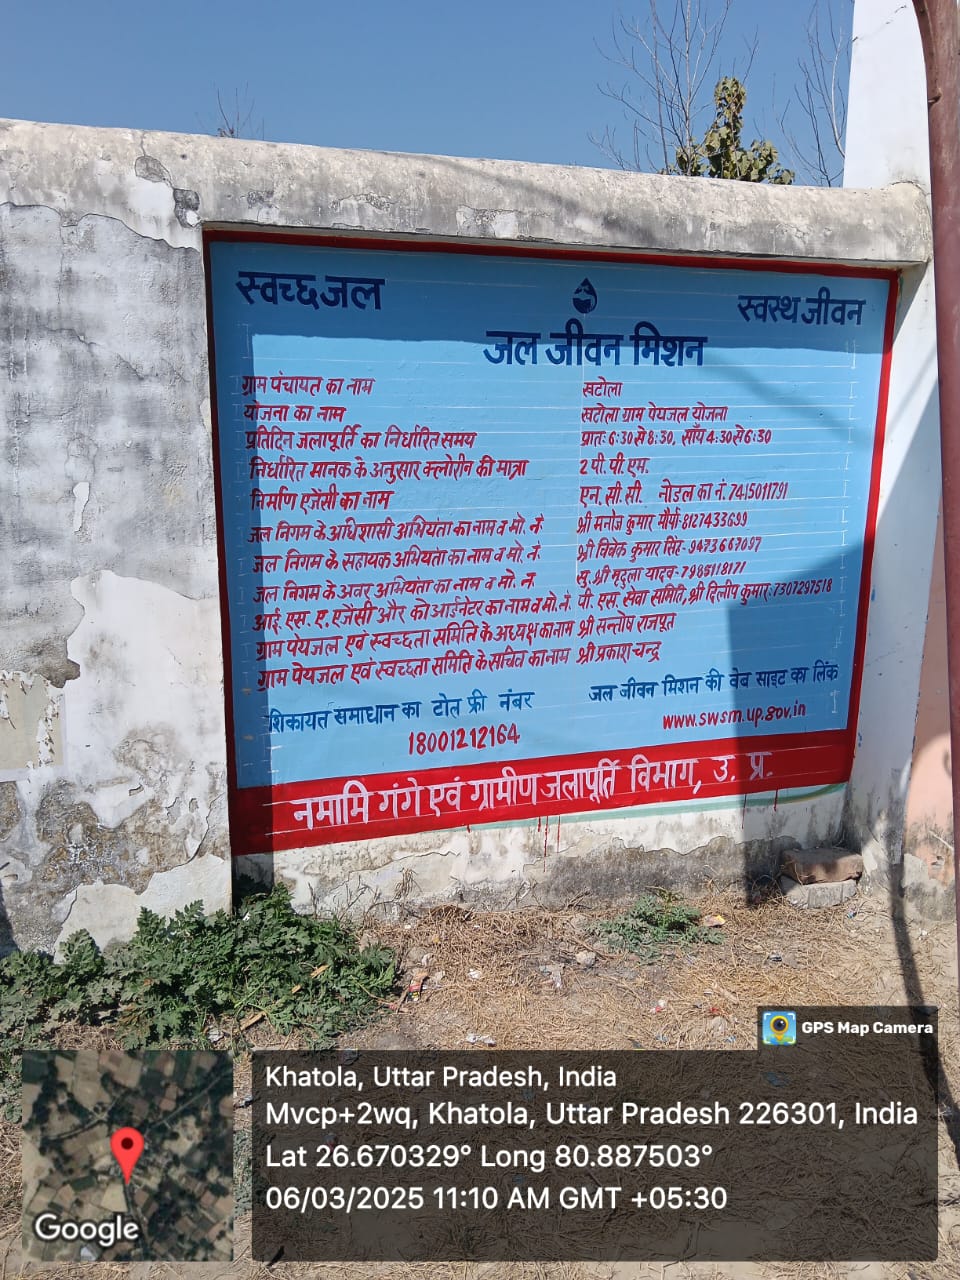 स्वच्छ जल
स्वस्थ जीवन
जल जीवन मिशन
ग्राम पंचायत का नाम खटोला
योजना का नाम खटोला ग्राम पेयजल योजना
प्रतिदिन जलापूर्ति का निर्धारित समय प्रातः 6:30 से 8:30, सॉंय 4:30 से 6:30
निर्धारित मानक के अनुसार क्लोरीन की मात्रा 2 पी. पी. एम.
निर्माण एजेंसी का नाम एन. सी. सी. नोडल का नं. 7415011791
जल निगम के अधिशासी अभियंता का नाम व मो. नं. श्री मनोज कुमार मौर्या-8127433699
जल निगम के सहायक अभियंता का नाम व मो. नं. श्री विवेक कुमार सिंह- 9473667097
जल निगम के अवर अभियंता का नाम व मो. न. सु. श्री मृदुला यादव- 7985118171
आई एस. ए. एजेंसी और को आर्डीनेटर का नाम व मो. नं. पी. एस. सेवा समिति, श्री दिलीप कुमार: 7307297518
ग्राम पेयजल एवं स्वच्छता समिति के अध्यक्ष का नाम श्री सन्तोष राजपूत
ग्राम पेयजल एवं स्वच्छता समिति के सचिव का नाम श्री प्रकाश चन्द्र
शिकायत समाधान का टोल फ्री नंबर
18001212164
जल जीवन मिशन की वेब साइट का लिंक
www.swsm.up.gov.in
नमामि गंगे एवं ग्रामीण जलापूर्ति विभाग, उ. प्र.
GPS Map Camera
Khatola, Uttar Pradesh, India
Mvcp+2wq, Khatola, Uttar Pradesh 226301, India
Lat 26.670329° Long 80.887503°
06/03/2025 11:10 AM GMT +05:30
Google